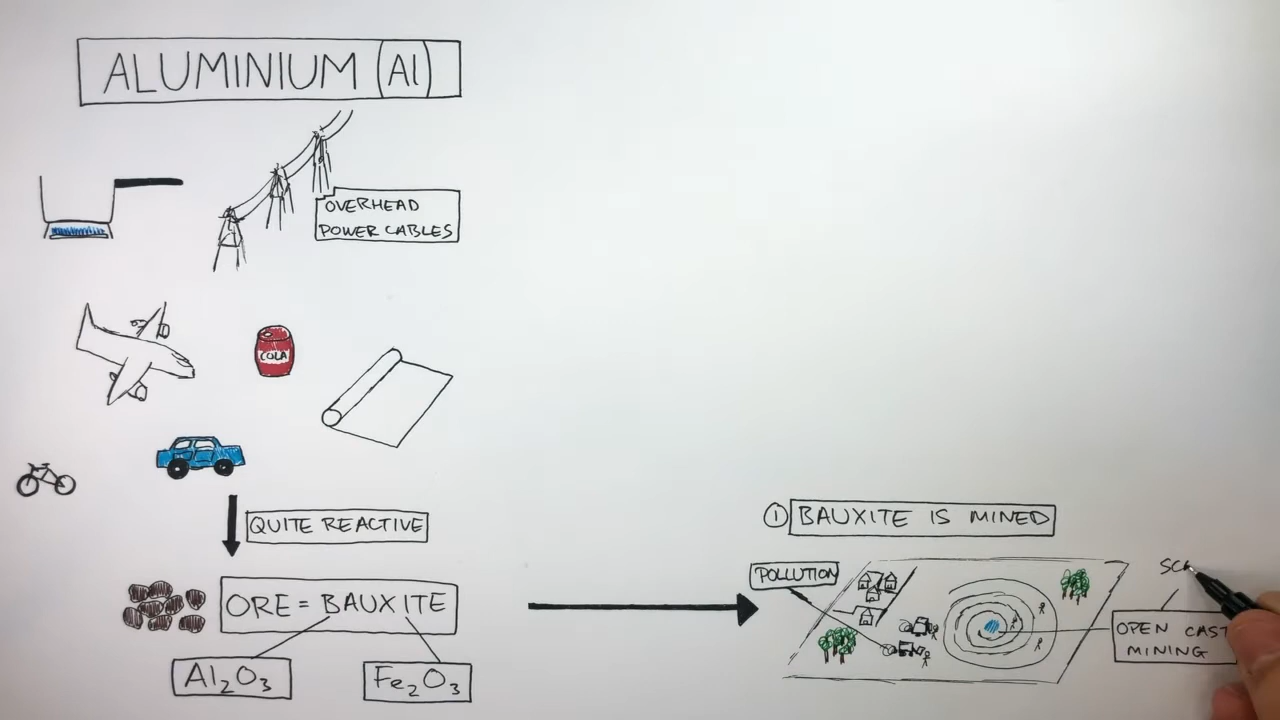 ALUMINIUM (Al)
OVERHEAD
POWER CABLES
COLA
QUITE REACTIVE
ORE = BAUXITE
Al₂O₃
Fe₂O₃
① BAUXITE IS MINED
POLLUTION
OPEN CAST
MINING